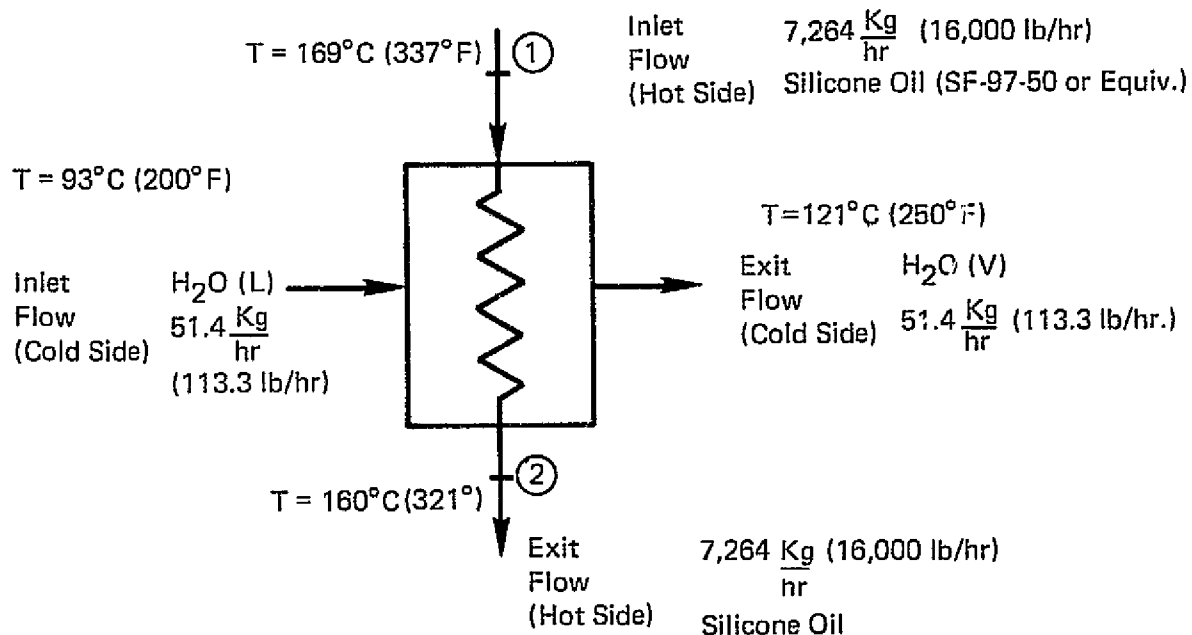 T = 169°C (337°F)
1
Inlet
Flow
(Hot Side)
7,264 Kg/hr (16,000 lb/hr)
Silicone Oil (SF-97-50 or Equiv.)
T = 93°C (200°F)
Inlet
Flow
(Cold Side)
H₂O (L)
51.4 Kg/hr
(113.3 lb/hr)
T=121°C (250°F)
Exit
Flow
(Cold Side)
H₂O (V)
51.4 Kg/hr (113.3 lb/hr.)
2
T = 160°C (321°)
Exit
Flow
(Hot Side)
7,264 Kg/hr (16,000 lb/hr)
Silicone Oil